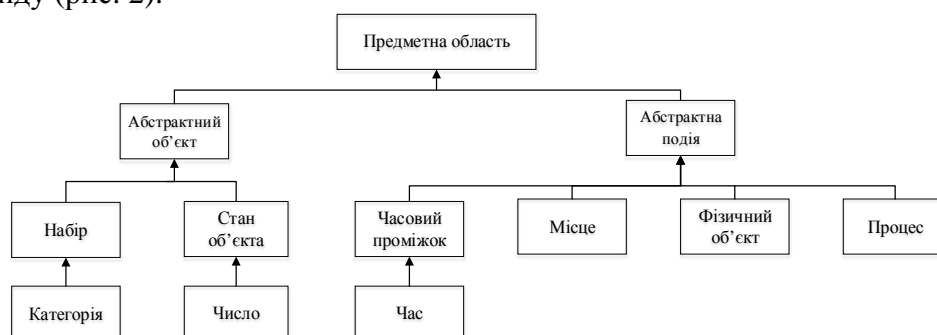 нду (рис. 2).
Предметна область
Абстрактний
об’єкт
Абстрактна
подія
Набір
Стан
об’єкта
Часовий
проміжок
Місце
Фізичний
об’єкт
Процес
Категорія
Число
Час